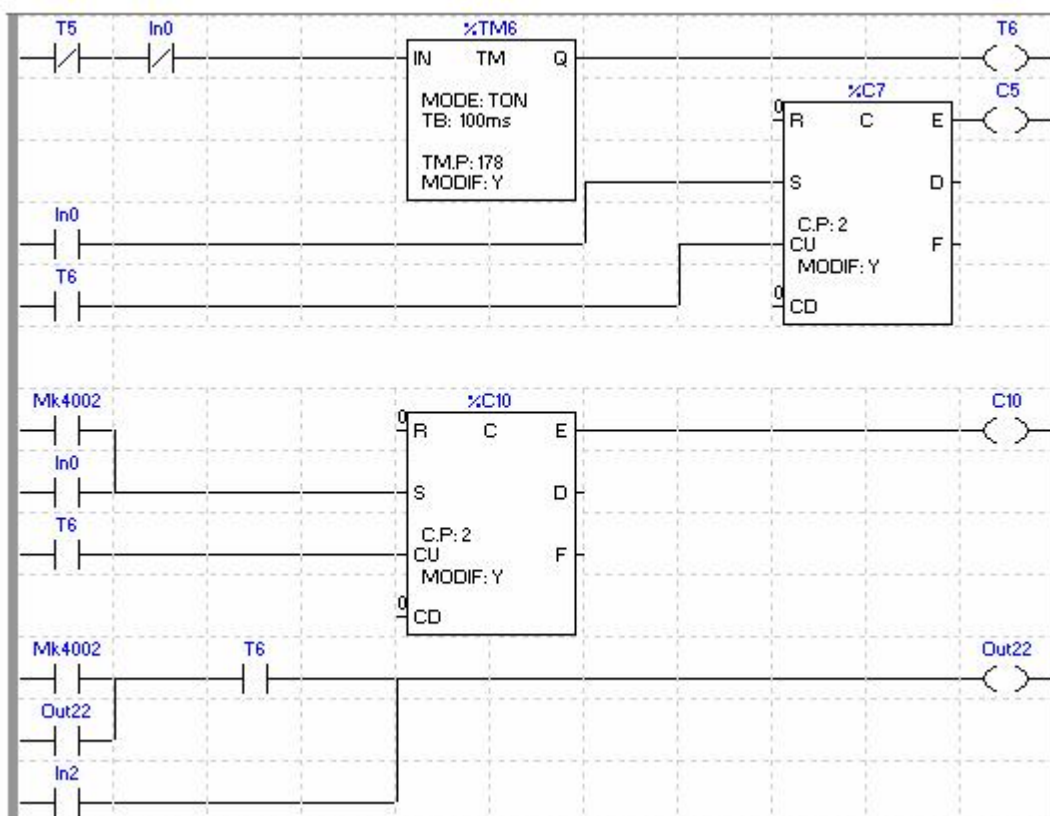 T5 In0 %TM6 T6
IN TM Q
%C7 C5
MODE: TON
TB: 100ms
0
R C E
TM.P: 178
MODIF: Y
S D
In0
C.P: 2
CU F
MODIF: Y
T6
0
CD
Mk4002 %C10 C10
0
R C E
In0
S D
T6
C.P: 2
CU F
MODIF: Y
0
CD
Mk4002 T6 Out22
Out22
In2